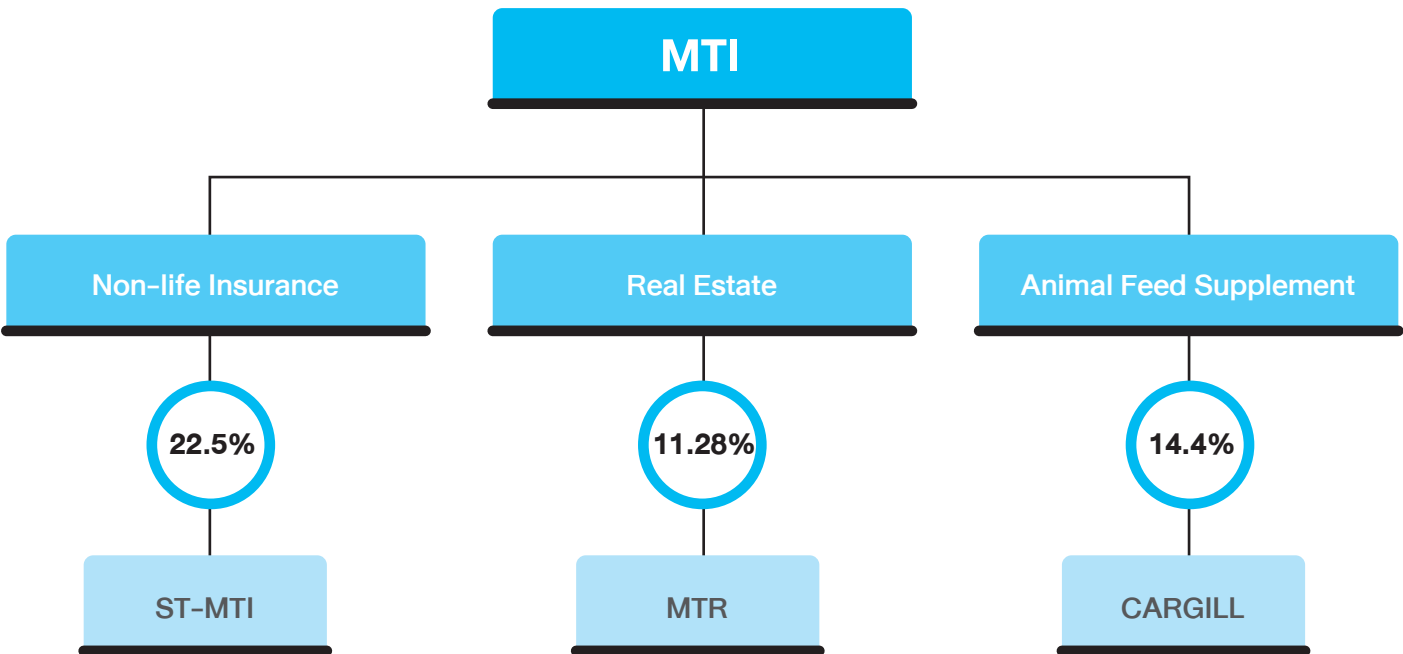 MTI
Non-life Insurance
Real Estate
Animal Feed Supplement
22.5%
11.28%
14.4%
ST-MTI
MTR
CARGILL